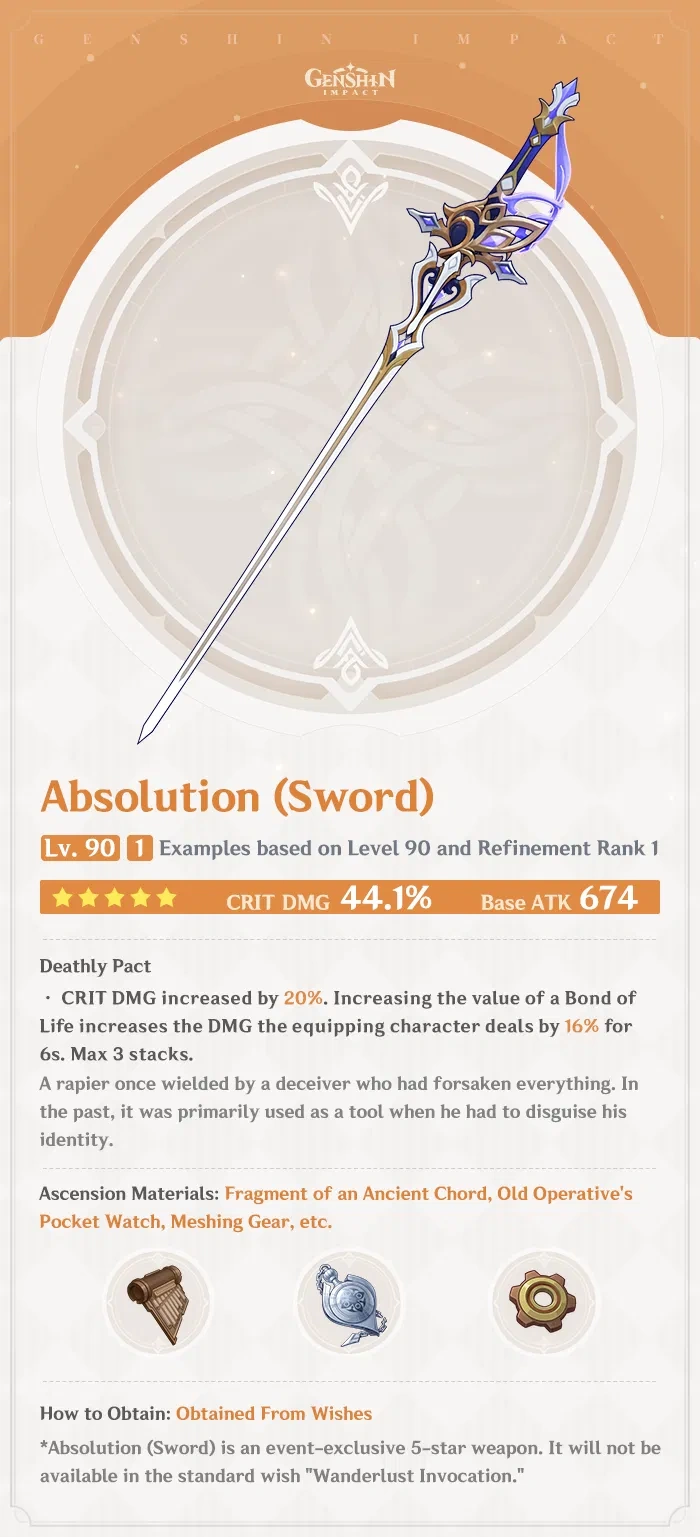 GENSHIN IMPACT
GENSHIN
IMPACT
Absolution (Sword)
Lv. 90 1 Examples based on Level 90 and Refinement Rank 1
CRIT DMG 44.1% Base ATK 674
Deathly Pact
· CRIT DMG increased by 20%. Increasing the value of a Bond of
Life increases the DMG the equipping character deals by 16% for
6s. Max 3 stacks.
A rapier once wielded by a deceiver who had forsaken everything. In
the past, it was primarily used as a tool when he had to disguise his
identity.
Ascension Materials: Fragment of an Ancient Chord, Old Operative's
Pocket Watch, Meshing Gear, etc.
How to Obtain: Obtained From Wishes
*Absolution (Sword) is an event-exclusive 5-star weapon. It will not be
available in the standard wish "Wanderlust Invocation."